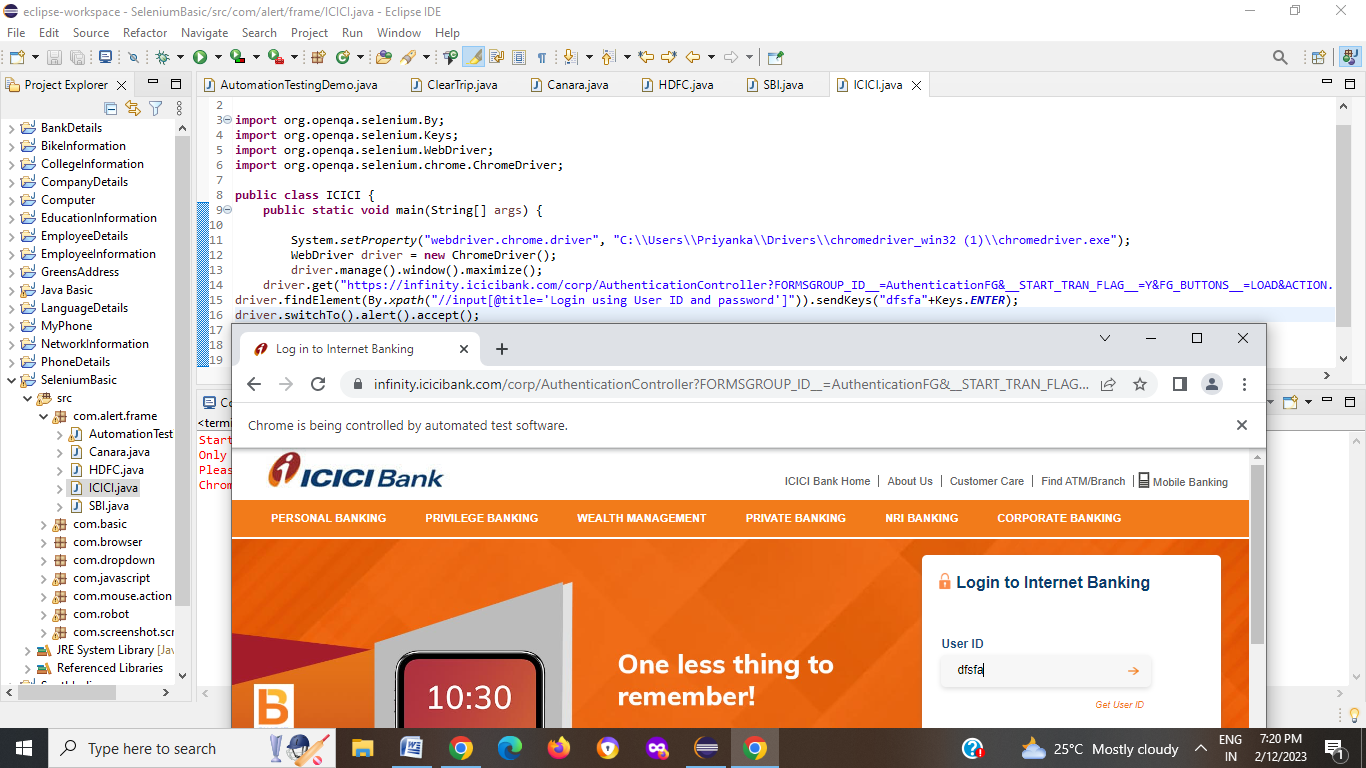 eclipse-workspace - SeleniumBasic/src/com/alert/frame/ICICI.java - Eclipse IDE
File Edit Source Refactor Navigate Search Project Run Window Help
Project Explorer
AutomationTestingDemo.java ClearTrip.java Canara.java HDFC.java SBI.java ICICI.java
BankDetails
BikeInformation
CollegeInformation
CompanyDetails
Computer
EducationInformation
EmployeeDetails
EmployeeInformation
GreensAddress
Java Basic
LanguageDetails
MyPhone
NetworkInformation
PhoneDetails
SeleniumBasic
src
com.alert.frame
AutomationTest
Canara.java
HDFC.java
ICICI.java
SBI.java
com.basic
com.browser
com.dropdown
com.javascript
com.mouse.action
com.robot
com.screenshot.scr
JRE System Library [Jav
Referenced Libraries
2
3 import org.openqa.selenium.By;
4 import org.openqa.selenium.Keys;
5 import org.openqa.selenium.WebDriver;
6 import org.openqa.selenium.chrome.ChromeDriver;
7
8 public class ICICI {
9 public static void main(String[] args) {
10
11 System.setProperty("webdriver.chrome.driver", "C:\\Users\\Priyanka\\Drivers\\chromedriver_win32 (1)\\chromedriver.exe");
12 WebDriver driver = new ChromeDriver();
13 driver.manage().window().maximize();
14 driver.get("https://infinity.icicibank.com/corp/AuthenticationController?FORMSGROUP_ID__=AuthenticationFG&__START_TRAN_FLAG__=Y&FG_BUTTONS__=LOAD&ACTION.
15 driver.findElement(By.xpath("//input[@title='Login using User ID and password']")).sendKeys("dfsfa"+Keys.ENTER);
16 driver.switchTo().alert().accept();
17
18
19
Co
<termi
Start
Only
Pleas
Chrom
Log in to Internet Banking
infinity.icicibank.com/corp/AuthenticationController?FORMSGROUP_ID__=AuthenticationFG&__START_TRAN_FLAG...
Chrome is being controlled by automated test software.
ICICI Bank
ICICI Bank Home About Us Customer Care Find ATM/Branch Mobile Banking
PERSONAL BANKING PRIVILEGE BANKING WEALTH MANAGEMENT PRIVATE BANKING NRI BANKING CORPORATE BANKING
Login to Internet Banking
User ID
dfsfa
Get User ID
One less thing to
remember!
10:30
B
Type here to search
25°C Mostly cloudy
ENG
IN
7:20 PM
2/12/2023
1